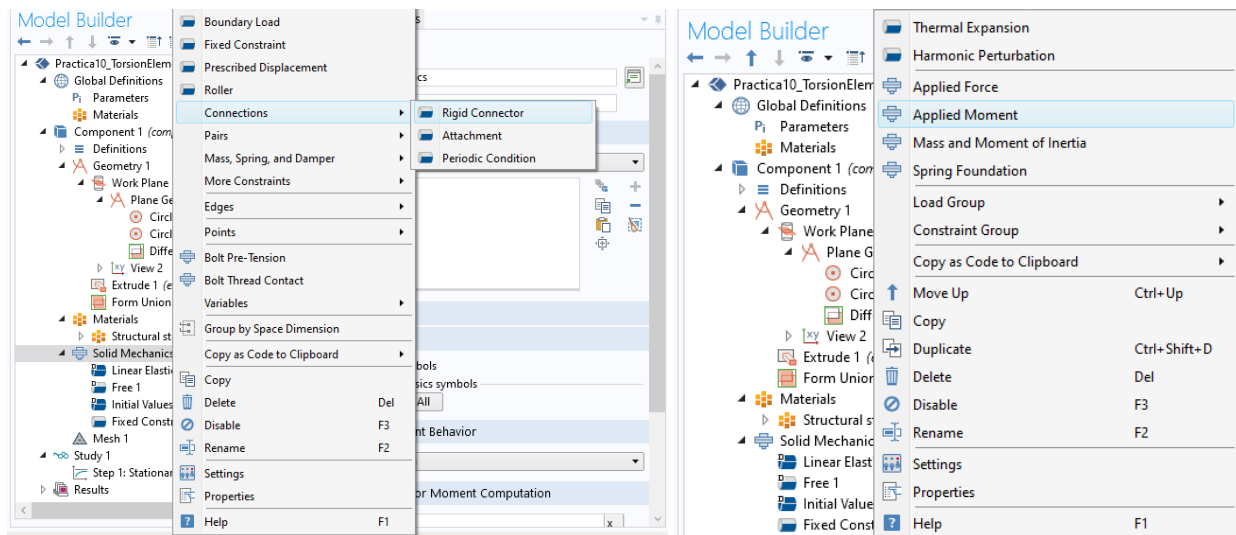 Model Builder
Practica10_TorsionElem
Global Definitions
Pi Parameters
Materials
Component 1 (com
Definitions
Geometry 1
Work Plane
Plane Ge
Circl
Circl
Diffe
View 2
Extrude 1 (e
Form Union
Materials
Structural st
Solid Mechanics
Linear Elasti
Free 1
Initial Values
Fixed Constr
Mesh 1
Study 1
Step 1: Stationar
Results
Boundary Load
Fixed Constraint
Prescribed Displacement
Roller
Connections
Pairs
Mass, Spring, and Damper
More Constraints
Edges
Points
Bolt Pre-Tension
Bolt Thread Contact
Variables
Group by Space Dimension
Copy as Code to Clipboard
Copy
Delete Del
Disable F3
Rename F2
Settings
Properties
Help F1
Rigid Connector
Attachment
Periodic Condition
s
cs
bols
sics symbols
All
nt Behavior
or Moment Computation
x
Model Builder
Practica10_TorsionElem
Global Definitions
Pi Parameters
Materials
Component 1 (com
Definitions
Geometry 1
Work Plane
Plane G
Circ
Circ
Diff
View 2
Extrude 1 (e
Form Union
Materials
Structural s
Solid Mechanic
Linear Elast
Free 1
Initial Value
Fixed Const
Thermal Expansion
Harmonic Perturbation
Applied Force
Applied Moment
Mass and Moment of Inertia
Spring Foundation
Load Group
Constraint Group
Copy as Code to Clipboard
Move Up Ctrl+Up
Copy
Duplicate Ctrl+Shift+D
Delete Del
Disable F3
Rename F2
Settings
Properties
Help F1